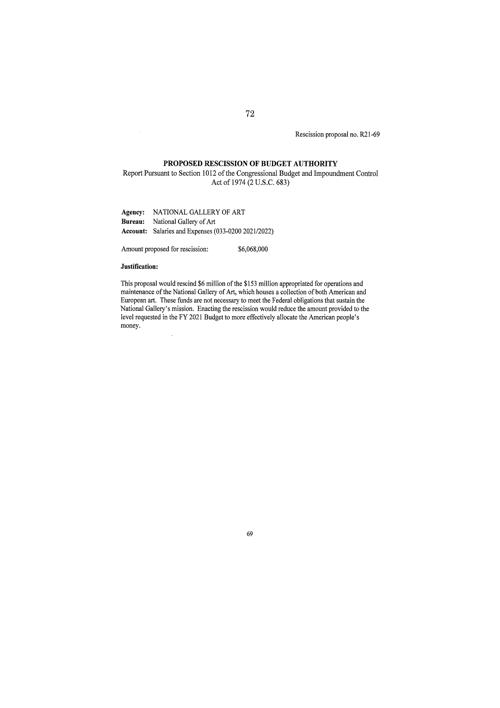 72
Rescission proposal no. R21-69
PROPOSED RESCISSION OF BUDGET AUTHORITY
Report Pursuant to Section 1012 of the Congressional Budget and Impoundment Control
Act of 1974 (2 U.S.C. 683)
Agency: NATIONAL GALLERY OF ART
Bureau: National Gallery of Art
Account: Salaries and Expenses (033-0200 2021/2022)
Amount proposed for rescission: $6,068,000
Justification:
This proposal would rescind $6 million of the $153 million appropriated for operations and
maintenance of the National Gallery of Art, which houses a collection of both American and
European art. These funds are not necessary to meet the Federal obligations that sustain the
National Gallery's mission. Enacting the rescission would reduce the amount provided to the
level requested in the FY 2021 Budget to more effectively allocate the American people's
money.
69